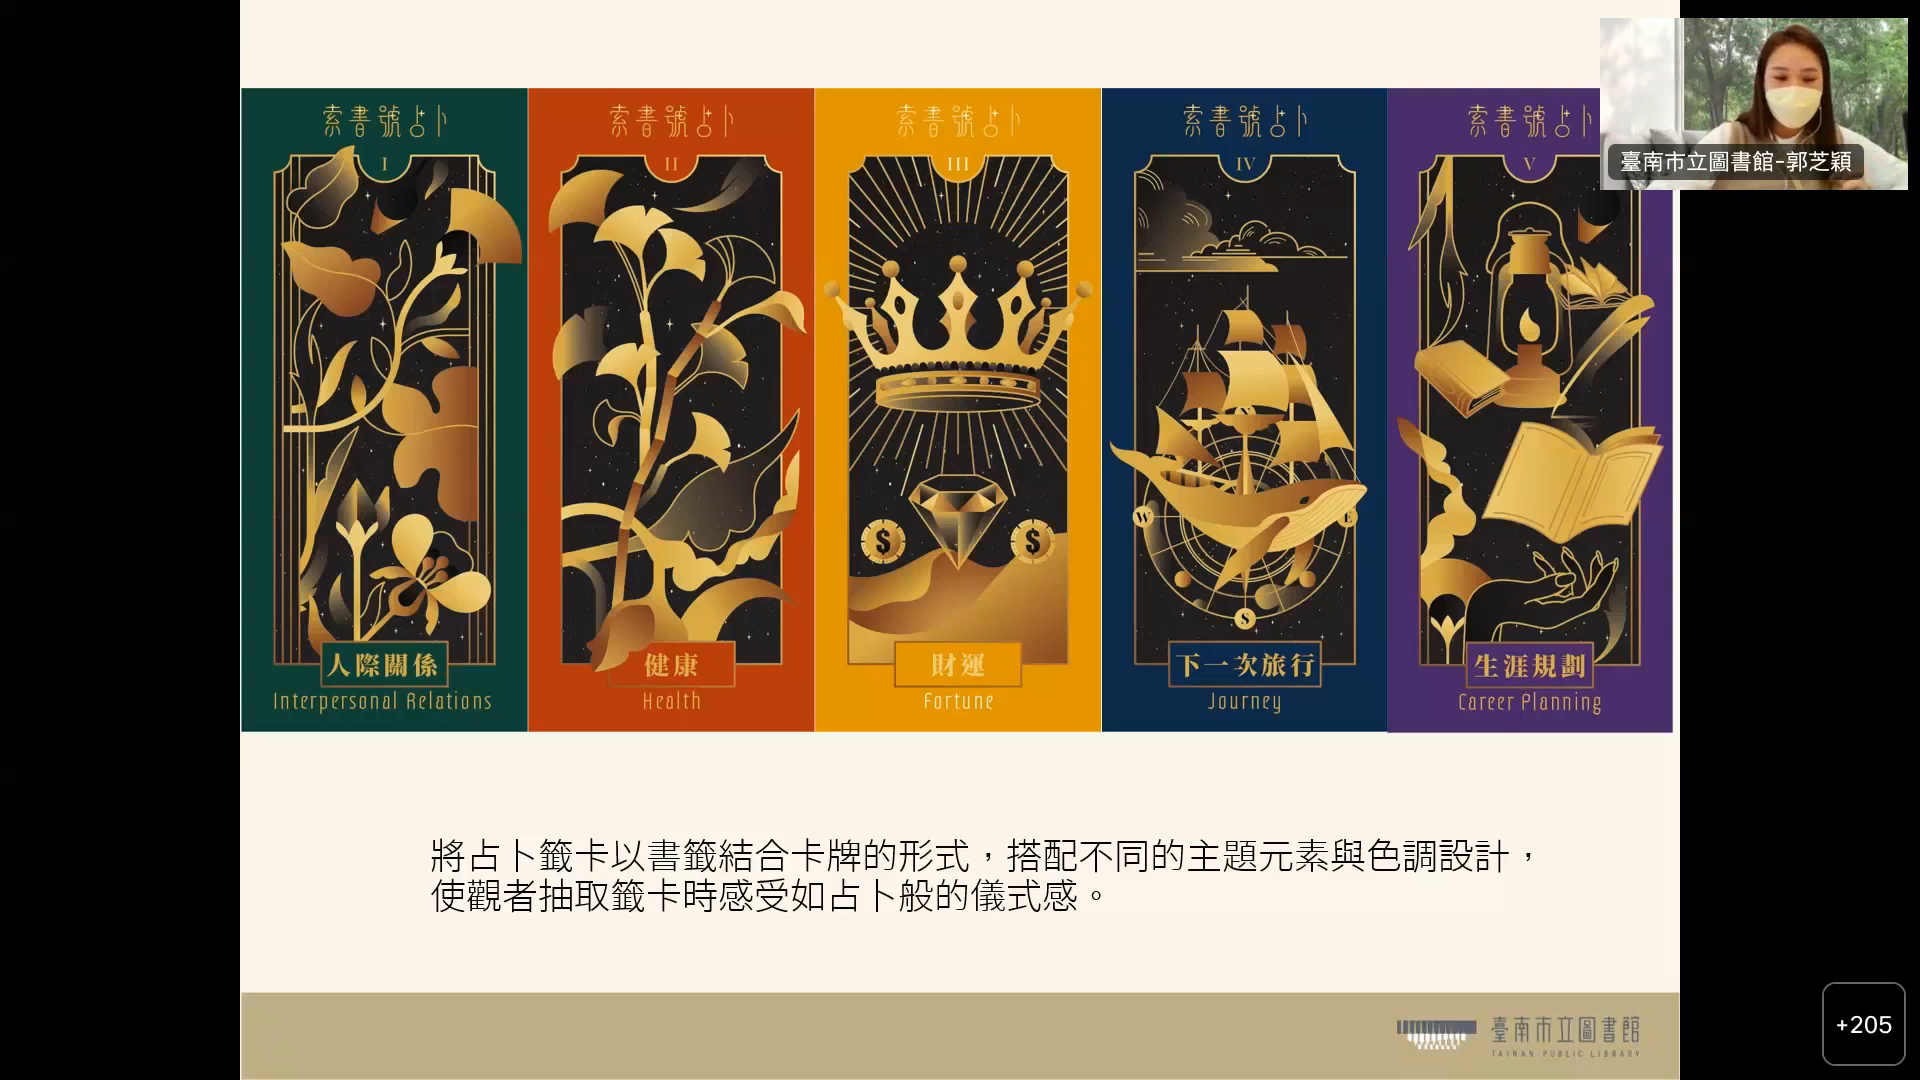 索書號占卜
I
人際關係
Interpersonal Relations
索書號占卜
II
健康
Health
索書號占卜
III
財運
Fortune
$ $
索書號占卜
IV
N
W E
S
下一次旅行
Journey
索書號占卜
V
生涯規劃
Career Planning
臺南市立圖書館-郭芝穎
將占卜籤卡以書籤結合卡牌的形式，搭配不同的主題元素與色調設計，
使觀者抽取籤卡時感受如占卜般的儀式感。
臺南市立圖書館
TAINAN PUBLIC LIBRARY
+205